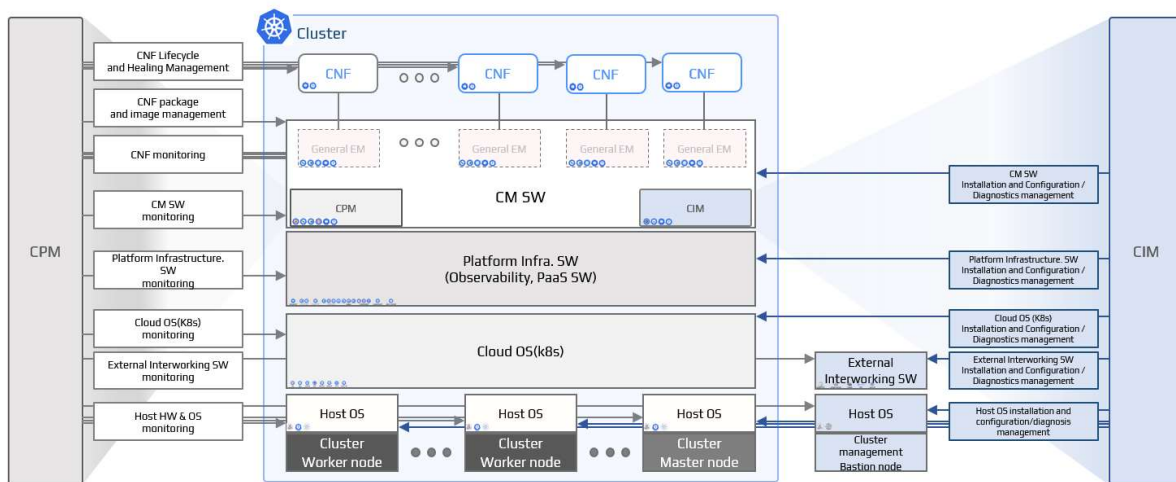 CPM
CNF Lifecycle
and Healing Management
CNF package
and image management
CNF monitoring
CM SW
monitoring
Platform Infrastructure.
SW
monitoring
Cloud OS(K8s)
monitoring
External Interworking SW
monitoring
Host HW & OS
monitoring
Cluster
CNF
CNF
CNF
CNF
General EM
General EM
General EM
General EM
CM SW
CPM
CIM
Platform Infra. SW
(Observability, PaaS SW)
Cloud OS(k8s)
Host OS
Cluster
Worker node
Host OS
Cluster
Worker node
Host OS
Cluster
Master node
External
Interworking SW
Host OS
Cluster
management
Bastion node
CM SW
Installation and Configuration /
Diagnostics management
Platform Infrastructure. SW
Installation and Configuration /
Diagnostics management
Cloud OS (K8s)
Installation and Configuration /
Diagnostics management
External Interworking SW
Installation and Configuration /
Diagnostics management
Host OS installation and
configuration/diagnosis
management
CIM